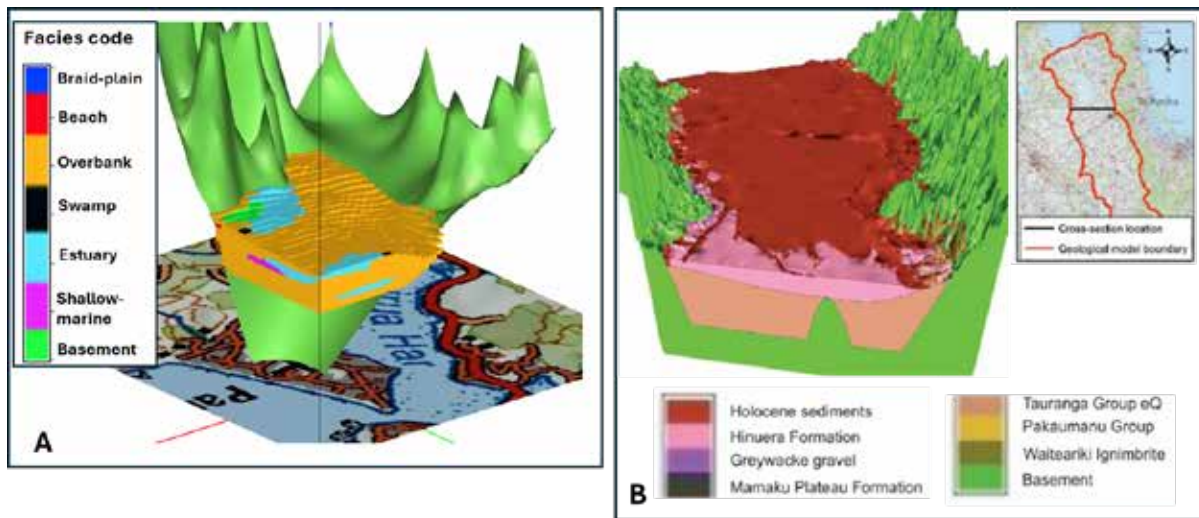 Facies code
Braid-plain
Beach
Overbank
Swamp
Estuary
Shallow-
marine
Basement
A
Cross-section location
Geological model boundary
Holocene sediments
Hinuera Formation
Greywacke gravel
Mamaku Plateau Formation
B
Tauranga Group eQ
Pakaumanu Group
Waiteariki Ignimbrite
Basement